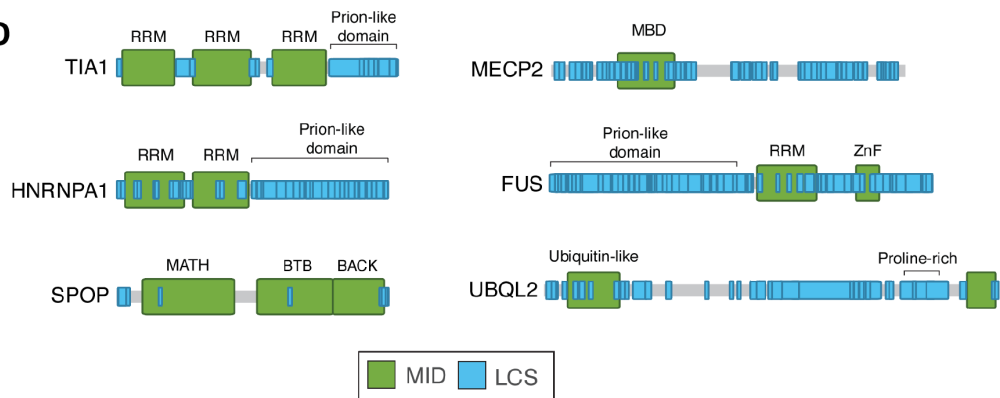 D
RRM RRM RRM Prion-like
domain
TIA1
MBD
MECP2
RRM RRM Prion-like
domain
HNRNPA1
Prion-like
domain RRM ZnF
FUS
MATH BTB BACK
SPOP
Ubiquitin-like Proline-rich
UBQL2
MID LCS